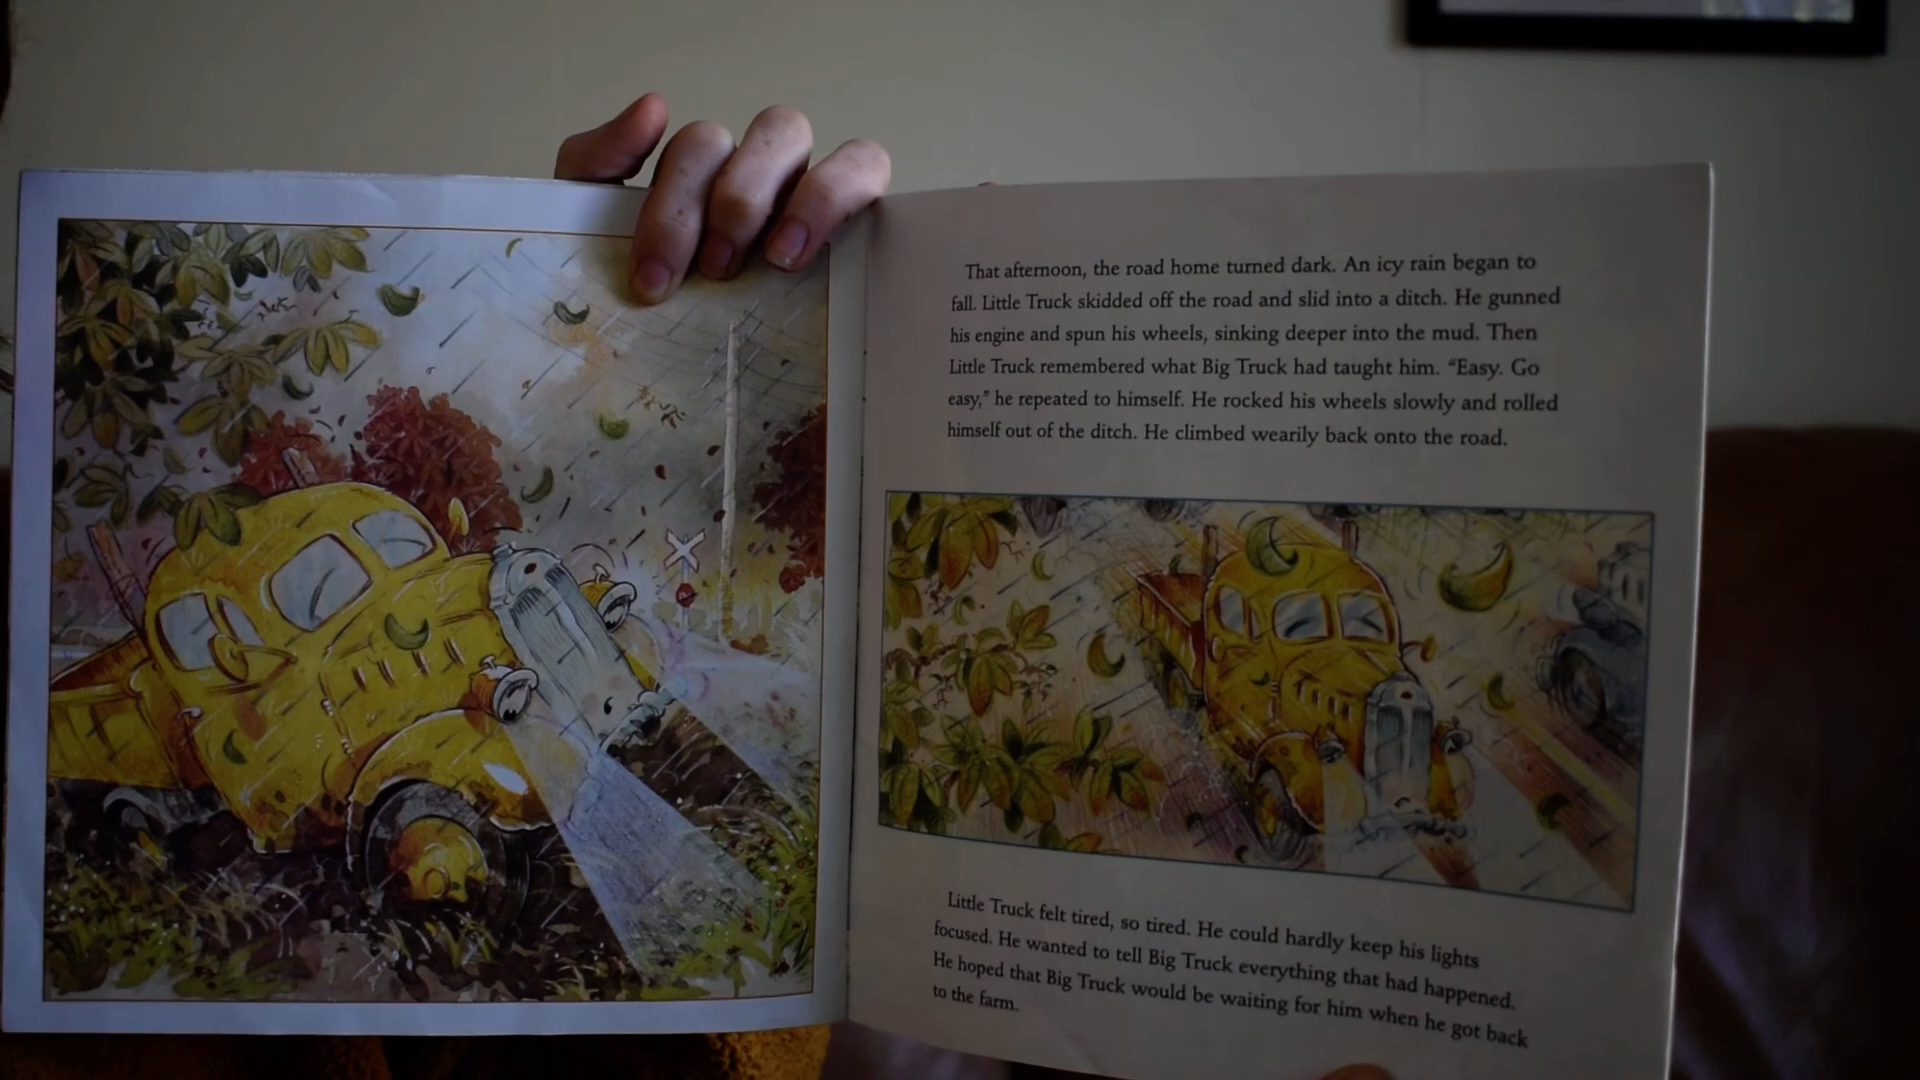 That afternoon, the road home turned dark. An icy rain began to
fall. Little Truck skidded off the road and slid into a ditch. He gunned
his engine and spun his wheels, sinking deeper into the mud. Then
Little Truck remembered what Big Truck had taught him. “Easy. Go
easy,” he repeated to himself. He rocked his wheels slowly and rolled
himself out of the ditch. He climbed wearily back onto the road.
Little Truck felt tired, so tired. He could hardly keep his lights
focused. He wanted to tell Big Truck everything that had happened.
He hoped that Big Truck would be waiting for him when he got back
to the farm.